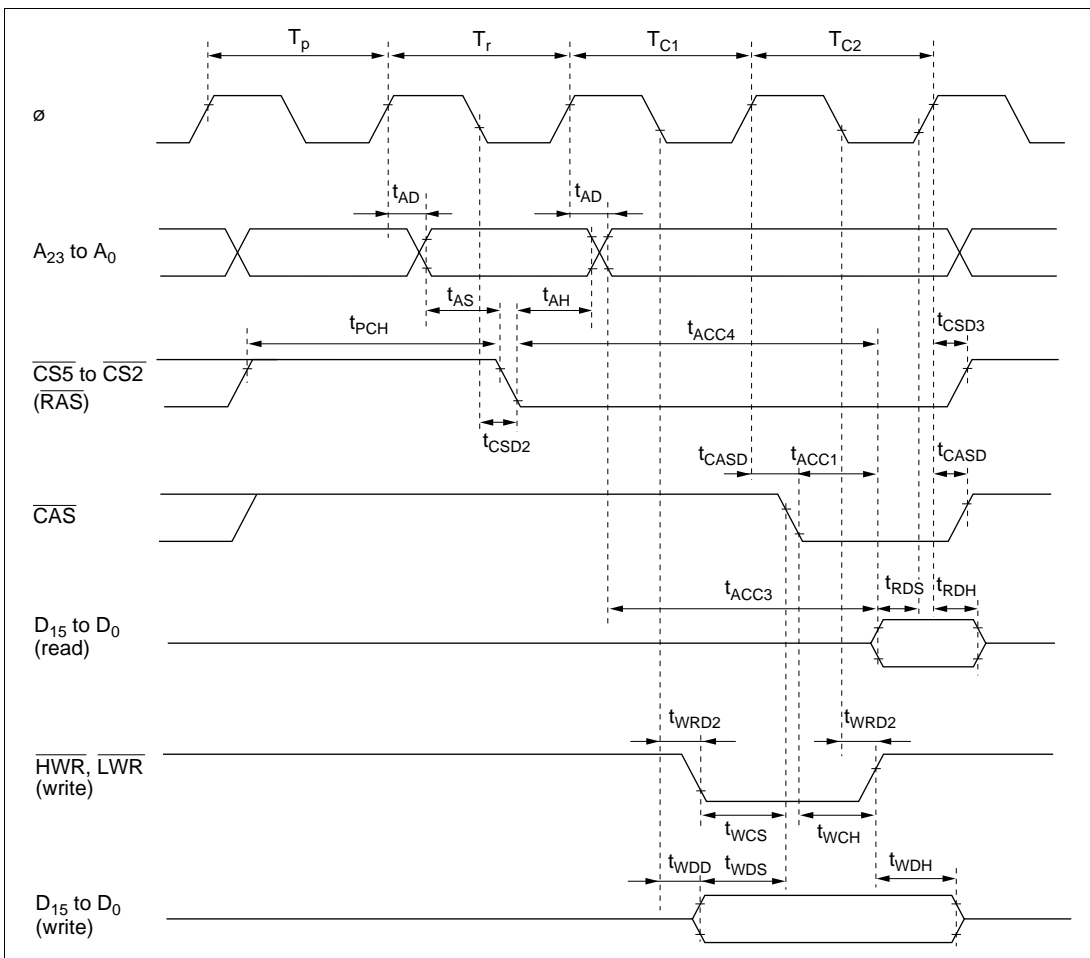 Tp Tr TC1 TC2
ø
tAD tAD
A23 to A0
tAS tAH
tPCH tACC4 tCSD3
CS5 to CS2
(RAS)
tCSD2
tCASD tACC1 tCASD
CAS
tACC3 tRDS tRDH
D15 to D0
(read)
tWRD2 tWRD2
HWR, LWR
(write)
tWCS tWCH
tWDD tWDS tWDH
D15 to D0
(write)